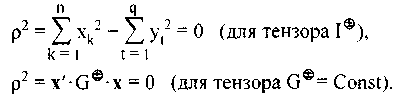 ρ² = Σ_{k = 1}^{n} x_k² − Σ_{t = 1}^{q} y_t² = 0 (для тензора I^⊕),
ρ² = x′·G^⊕·x = 0 (для тензора G^⊕= Const).